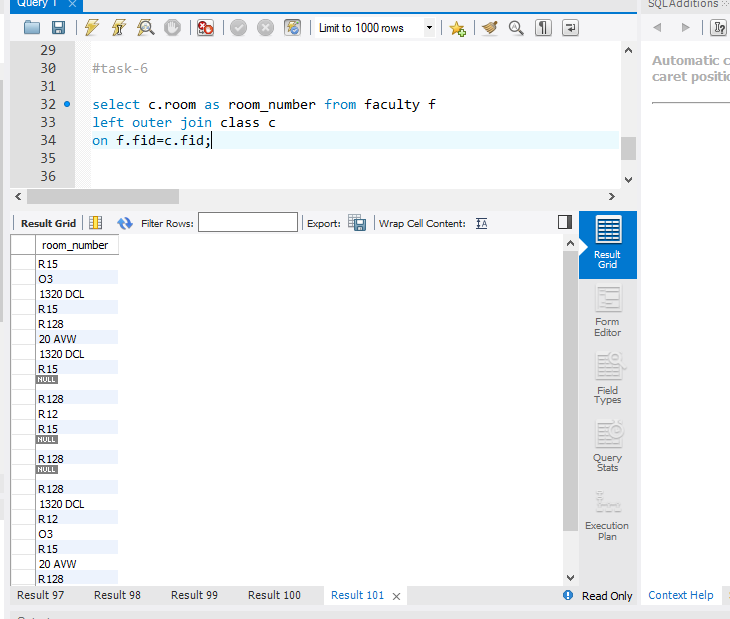 Query 1
SQLAdditions
Limit to 1000 rows
Automatic c
caret positio
29
30 #task-6
31
32 select c.room as room_number from faculty f
33 left outer join class c
34 on f.fid=c.fid;
35
36
Result Grid
Filter Rows:
Export:
Wrap Cell Content:
room_number
R15
O3
1320 DCL
R15
R128
20 AVW
1320 DCL
R15
NULL
R128
R12
R15
NULL
R128
NULL
R128
1320 DCL
R12
O3
R15
20 AVW
R128
Result
Grid
Form
Editor
Field
Types
Query
Stats
Execution
Plan
Result 97
Result 98
Result 99
Result 100
Result 101
Read Only
Context Help